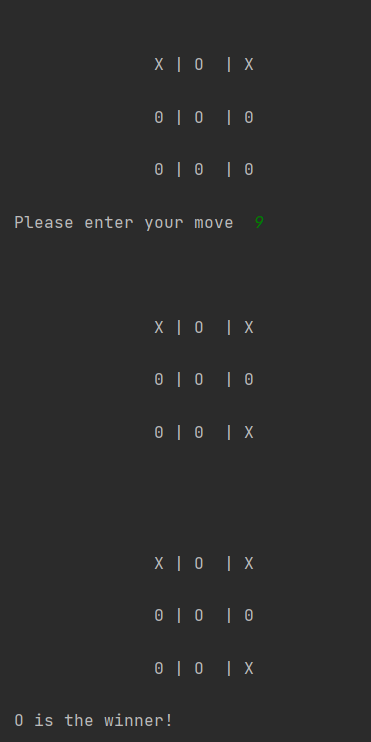 X | O | X
0 | O | 0
0 | 0 | 0
Please enter your move 9
X | O | X
0 | O | 0
0 | 0 | X
X | O | X
0 | O | 0
0 | O | X
O is the winner!